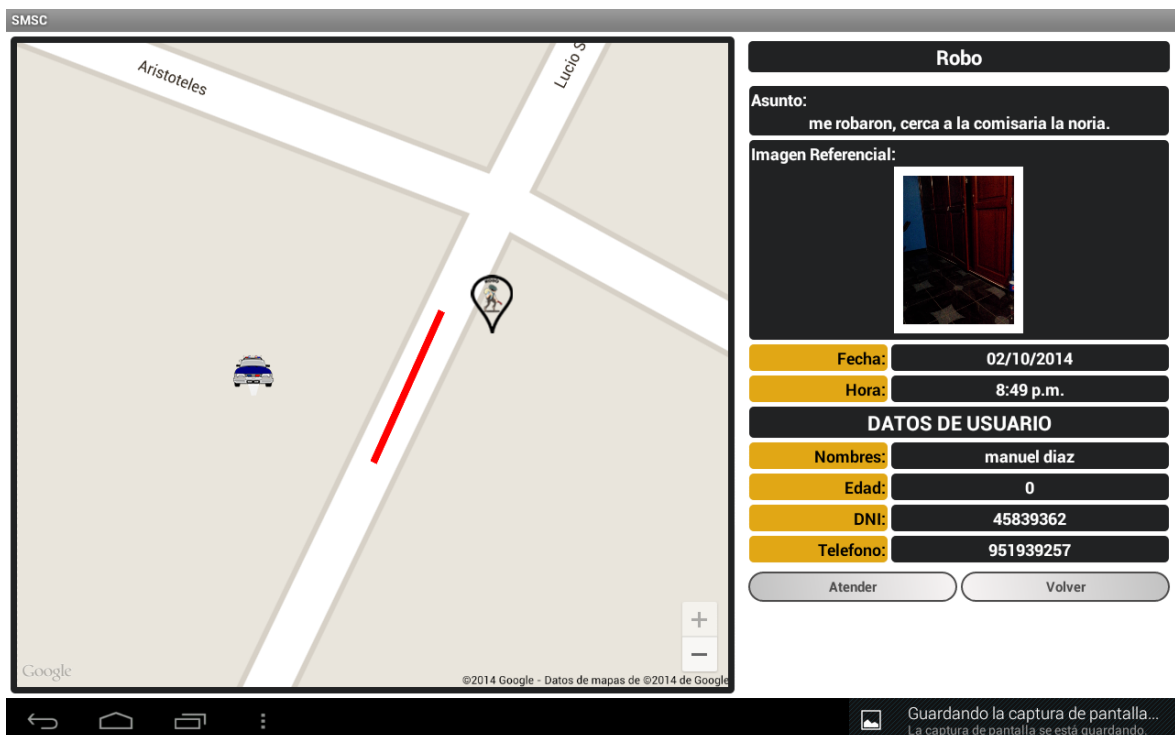 SMSC
Aristoteles
Lucio S
Google
©2014 Google - Datos de mapas de ©2014 de Google
Robo
Asunto:
me robaron, cerca a la comisaria la noria.
Imagen Referencial:
Fecha: 02/10/2014
Hora: 8:49 p.m.
DATOS DE USUARIO
Nombres: manuel diaz
Edad: 0
DNI: 45839362
Telefono: 951939257
Atender Volver
Guardando la captura de pantalla...
La captura de pantalla se está guardando.